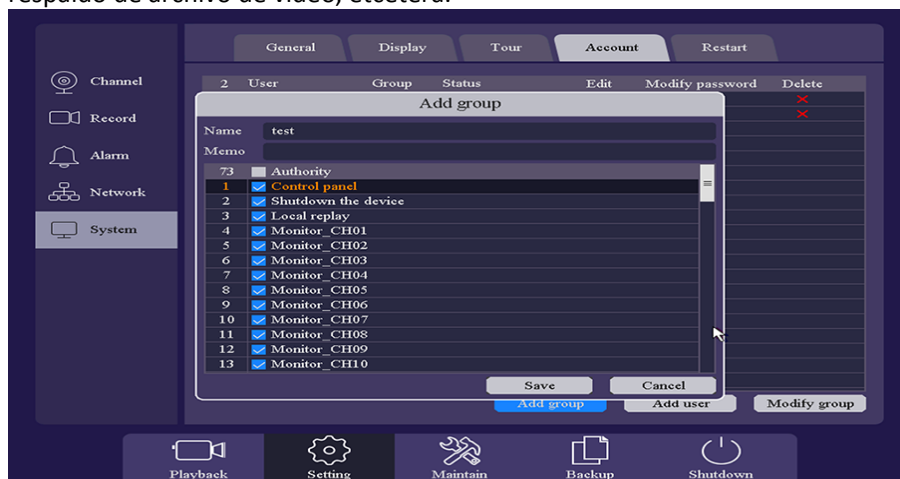 respaldo de archivo de video, etcétera.
General Display Tour Account Restart
Channel
Record
Alarm
Network
System
2 User Group Status Edit Modify password Delete
Add group
Name test
Memo
73 Authority
1 Control panel
2 Shutdown the device
3 Local replay
4 Monitor_CH01
5 Monitor_CH02
6 Monitor_CH03
7 Monitor_CH04
8 Monitor_CH05
9 Monitor_CH06
10 Monitor_CH07
11 Monitor_CH08
12 Monitor_CH09
13 Monitor_CH10
Save Cancel
Add group Add user Modify group
Playback Setting Maintain Backup Shutdown